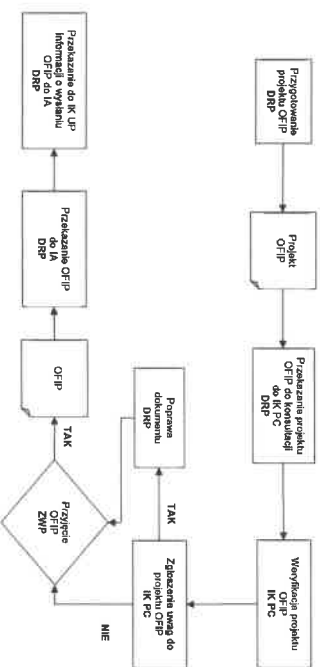 Przygotowanie
projektu OFIP
DRP
Projekt
OFIP
Przekazanie projektu
OFIP do konsultacji
do IK PC
DRP
Weryfikacja projektu
OFIP
IK PC
Zgłoszenie uwag do
projektu OFIP
IK PC
TAK
Poprawa
dokumentu
DRP
NIE
Przyjęcie
OFIP
ZWP
TAK
OFIP
Przekazanie OFIP
do IA
DRP
Przekazanie do IK UP
informacji o wysłaniu
OFIP do IA
DRP